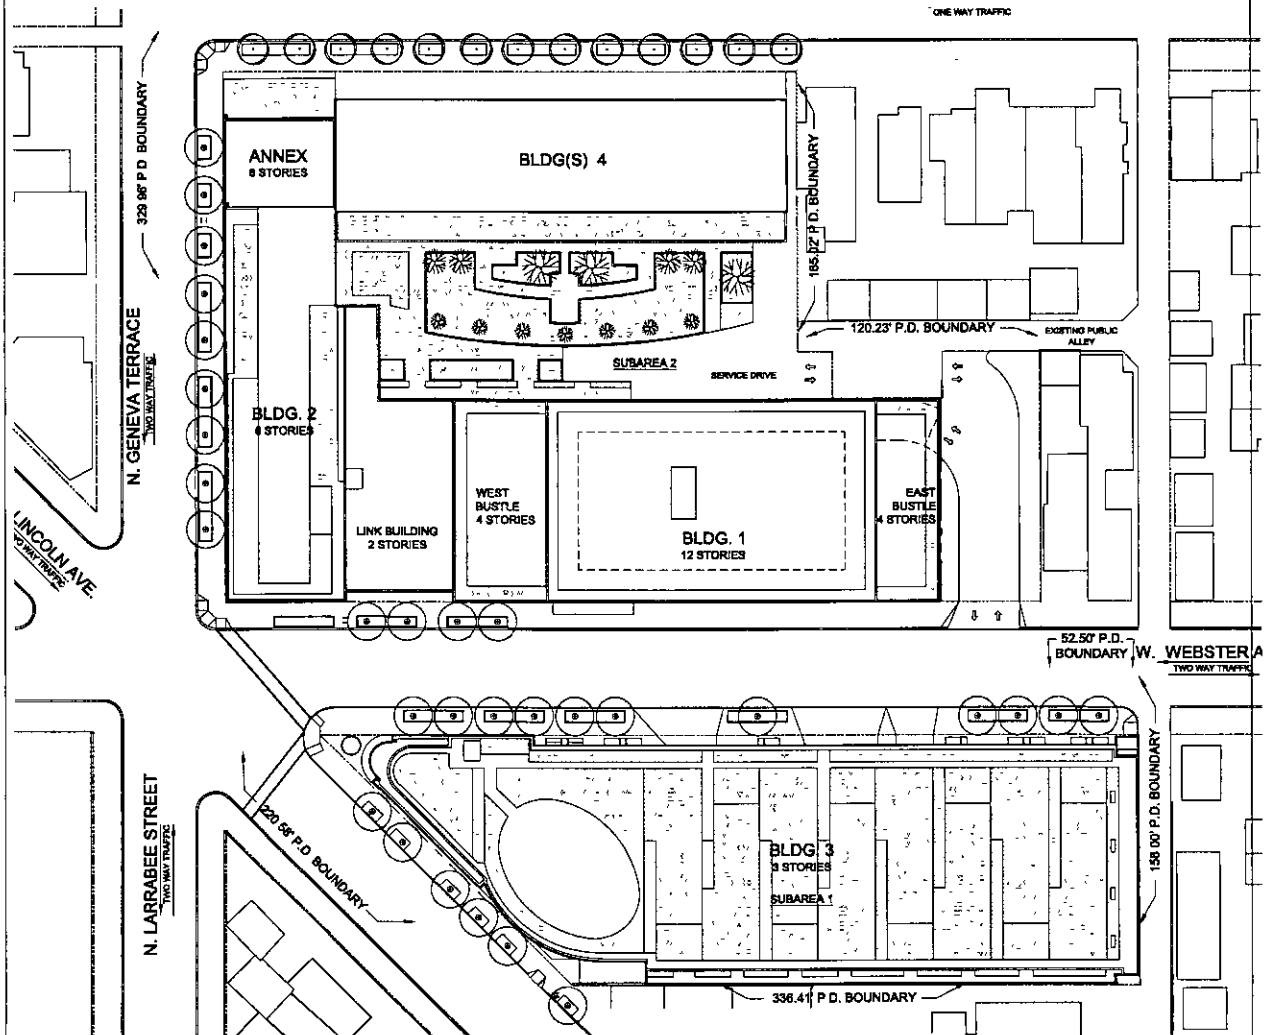 ONE WAY TRAFFIC
329.96' P.D. BOUNDARY
ANNEX
8 STORIES
BLDG(S) 4
165.02' P.D. BOUNDARY
120.23' P.D. BOUNDARY
EXISTING PUBLIC
ALLEY
SUBAREA 2
SERVICE DRIVE
N. GENEVA TERRACE
TWO WAY TRAFFIC
BLDG. 2
6 STORIES
WEST
BUSTLE
4 STORIES
EAST
BUSTLE
4 STORIES
LINK BUILDING
2 STORIES
BLDG. 1
12 STORIES
LINCOLN AVE.
TWO WAY TRAFFIC
52.50' P.D.
BOUNDARY
W. WEBSTER A
TWO WAY TRAFFIC
N. LARRABEE STREET
TWO WAY TRAFFIC
220.58' P.D. BOUNDARY
158.00' P.D. BOUNDARY
BLDG. 3
3 STORIES
SUBAREA 1
336.41' P.D. BOUNDARY